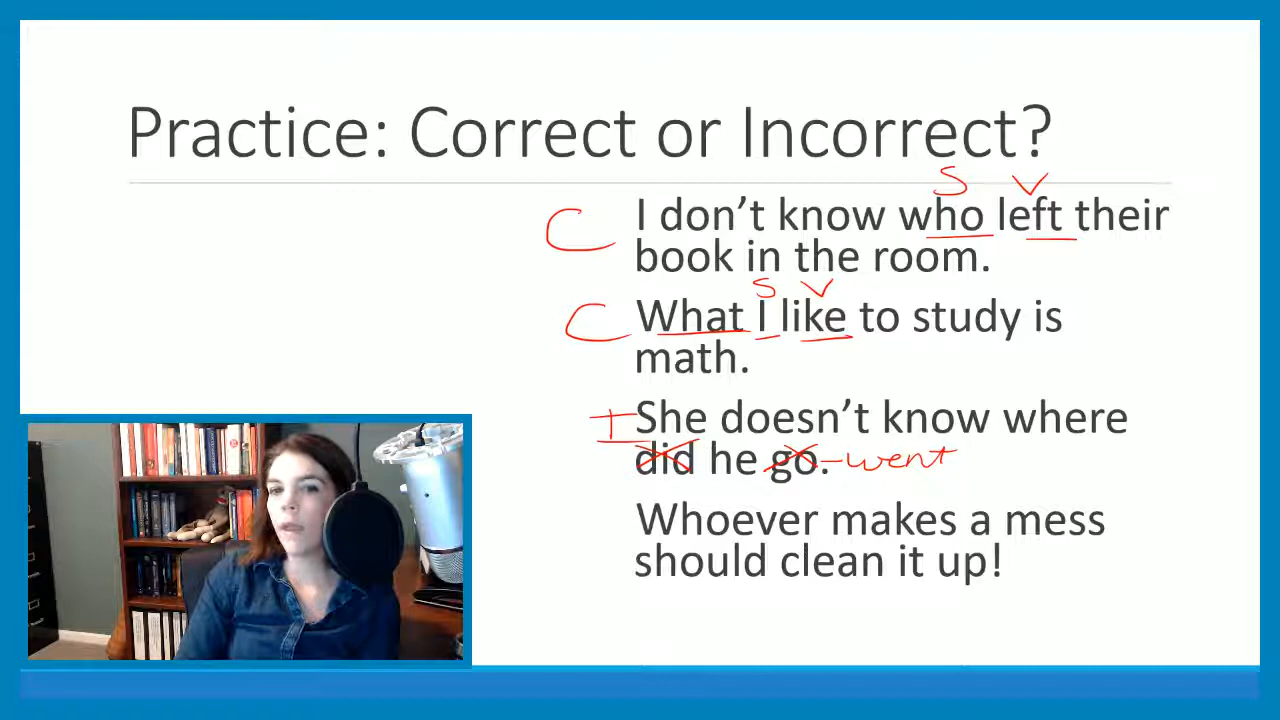 Practice: Correct or Incorrect?
S V
C I don’t know who left their
book in the room.
S V
C What I like to study is
math.
I She doesn’t know where
did he go. - went
Whoever makes a mess
should clean it up!